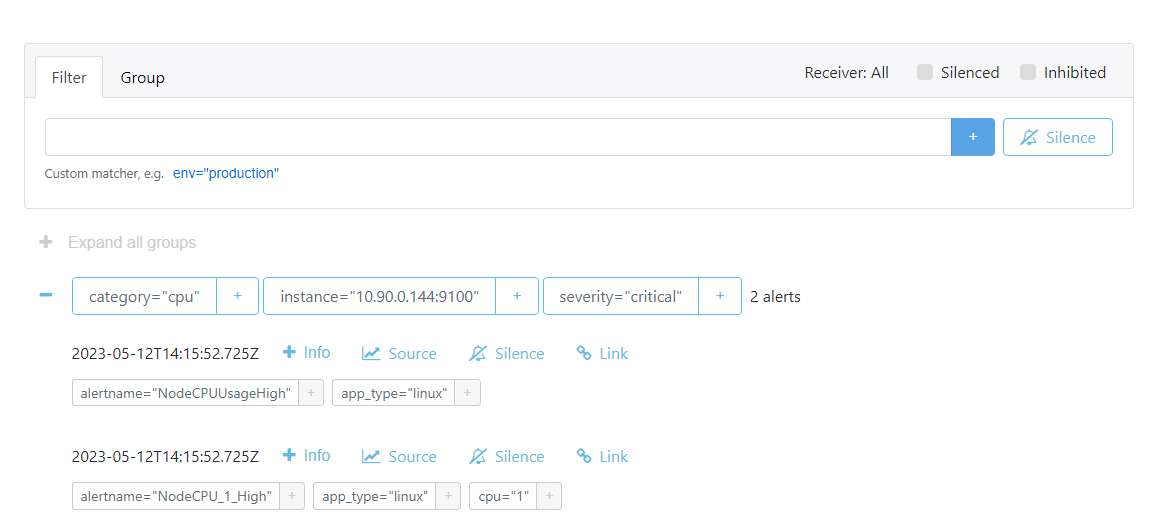 Filter Group Receiver: All Silenced Inhibited
+ Silence
Custom matcher, e.g. env="production"
+ Expand all groups
− category="cpu" + instance="10.90.0.144:9100" + severity="critical" + 2 alerts
2023-05-12T14:15:52.725Z + Info Source Silence Link
alertname="NodeCPUUsageHigh" + app_type="linux" +
2023-05-12T14:15:52.725Z + Info Source Silence Link
alertname="NodeCPU_1_High" + app_type="linux" + cpu="1" +